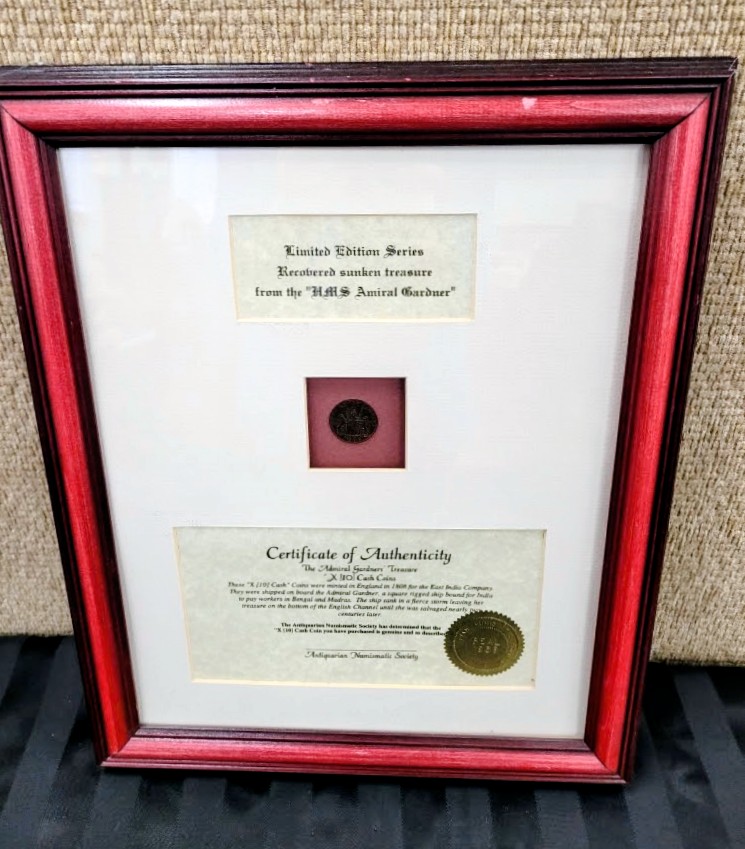 Limited Edition Series
Recovered sunken treasure
from the "HMS Amiral Gardner"
Certificate of Authenticity
The Admiral Gardners' Treasure
"X [10] Cash Coins
These "X [10] Cash" Coins were minted in England in 1808 for the East India Company.
They were shipped on board the Admiral Gardner, a square rigged ship bound for India
to pay workers in Bengal and Madras. The ship sank in a fierce storm leaving her
treasure on the bottom of the English Channel until she was salvaged nearly
centuries later.
The Antiquarian Numismatic Society has determined that the
"X [10] Cash Coin you have purchased is genuine and as described
Antiquarian Numismatic Society